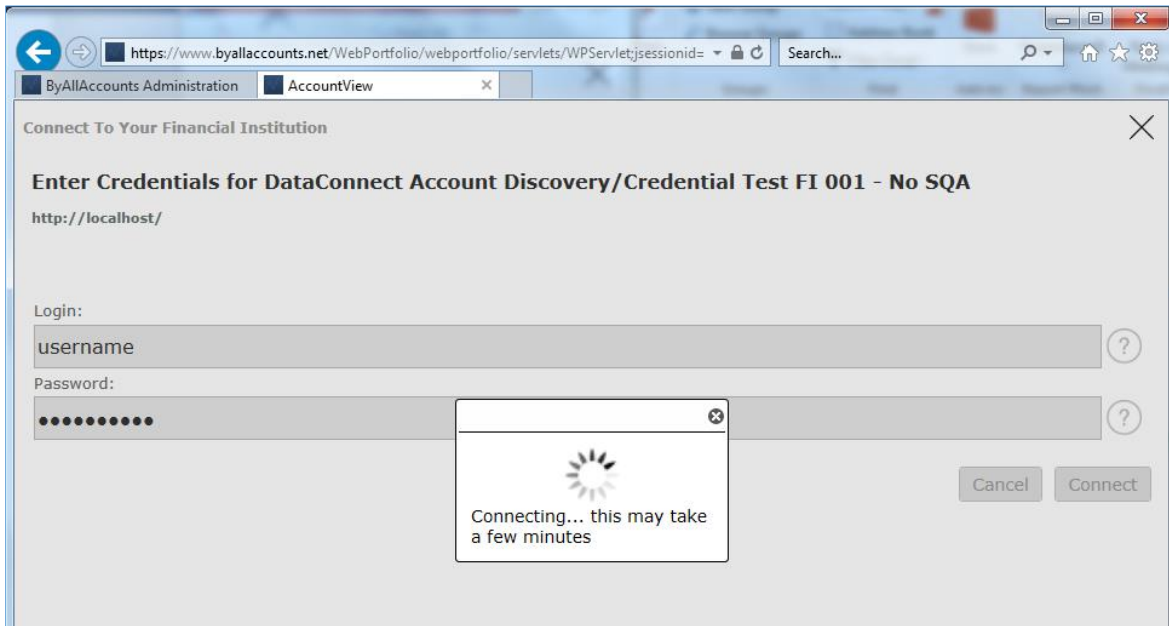 https://www.byallaccounts.net/WebPortfolio/webportfolio/servlets/WPServlet;jsessionid=
Search...
ByAllAccounts Administration
AccountView
Connect To Your Financial Institution
Enter Credentials for DataConnect Account Discovery/Credential Test FI 001 - No SQA
http://localhost/
Login:
username
?
Password:
••••••••••
?
Cancel
Connect
Connecting... this may take
a few minutes